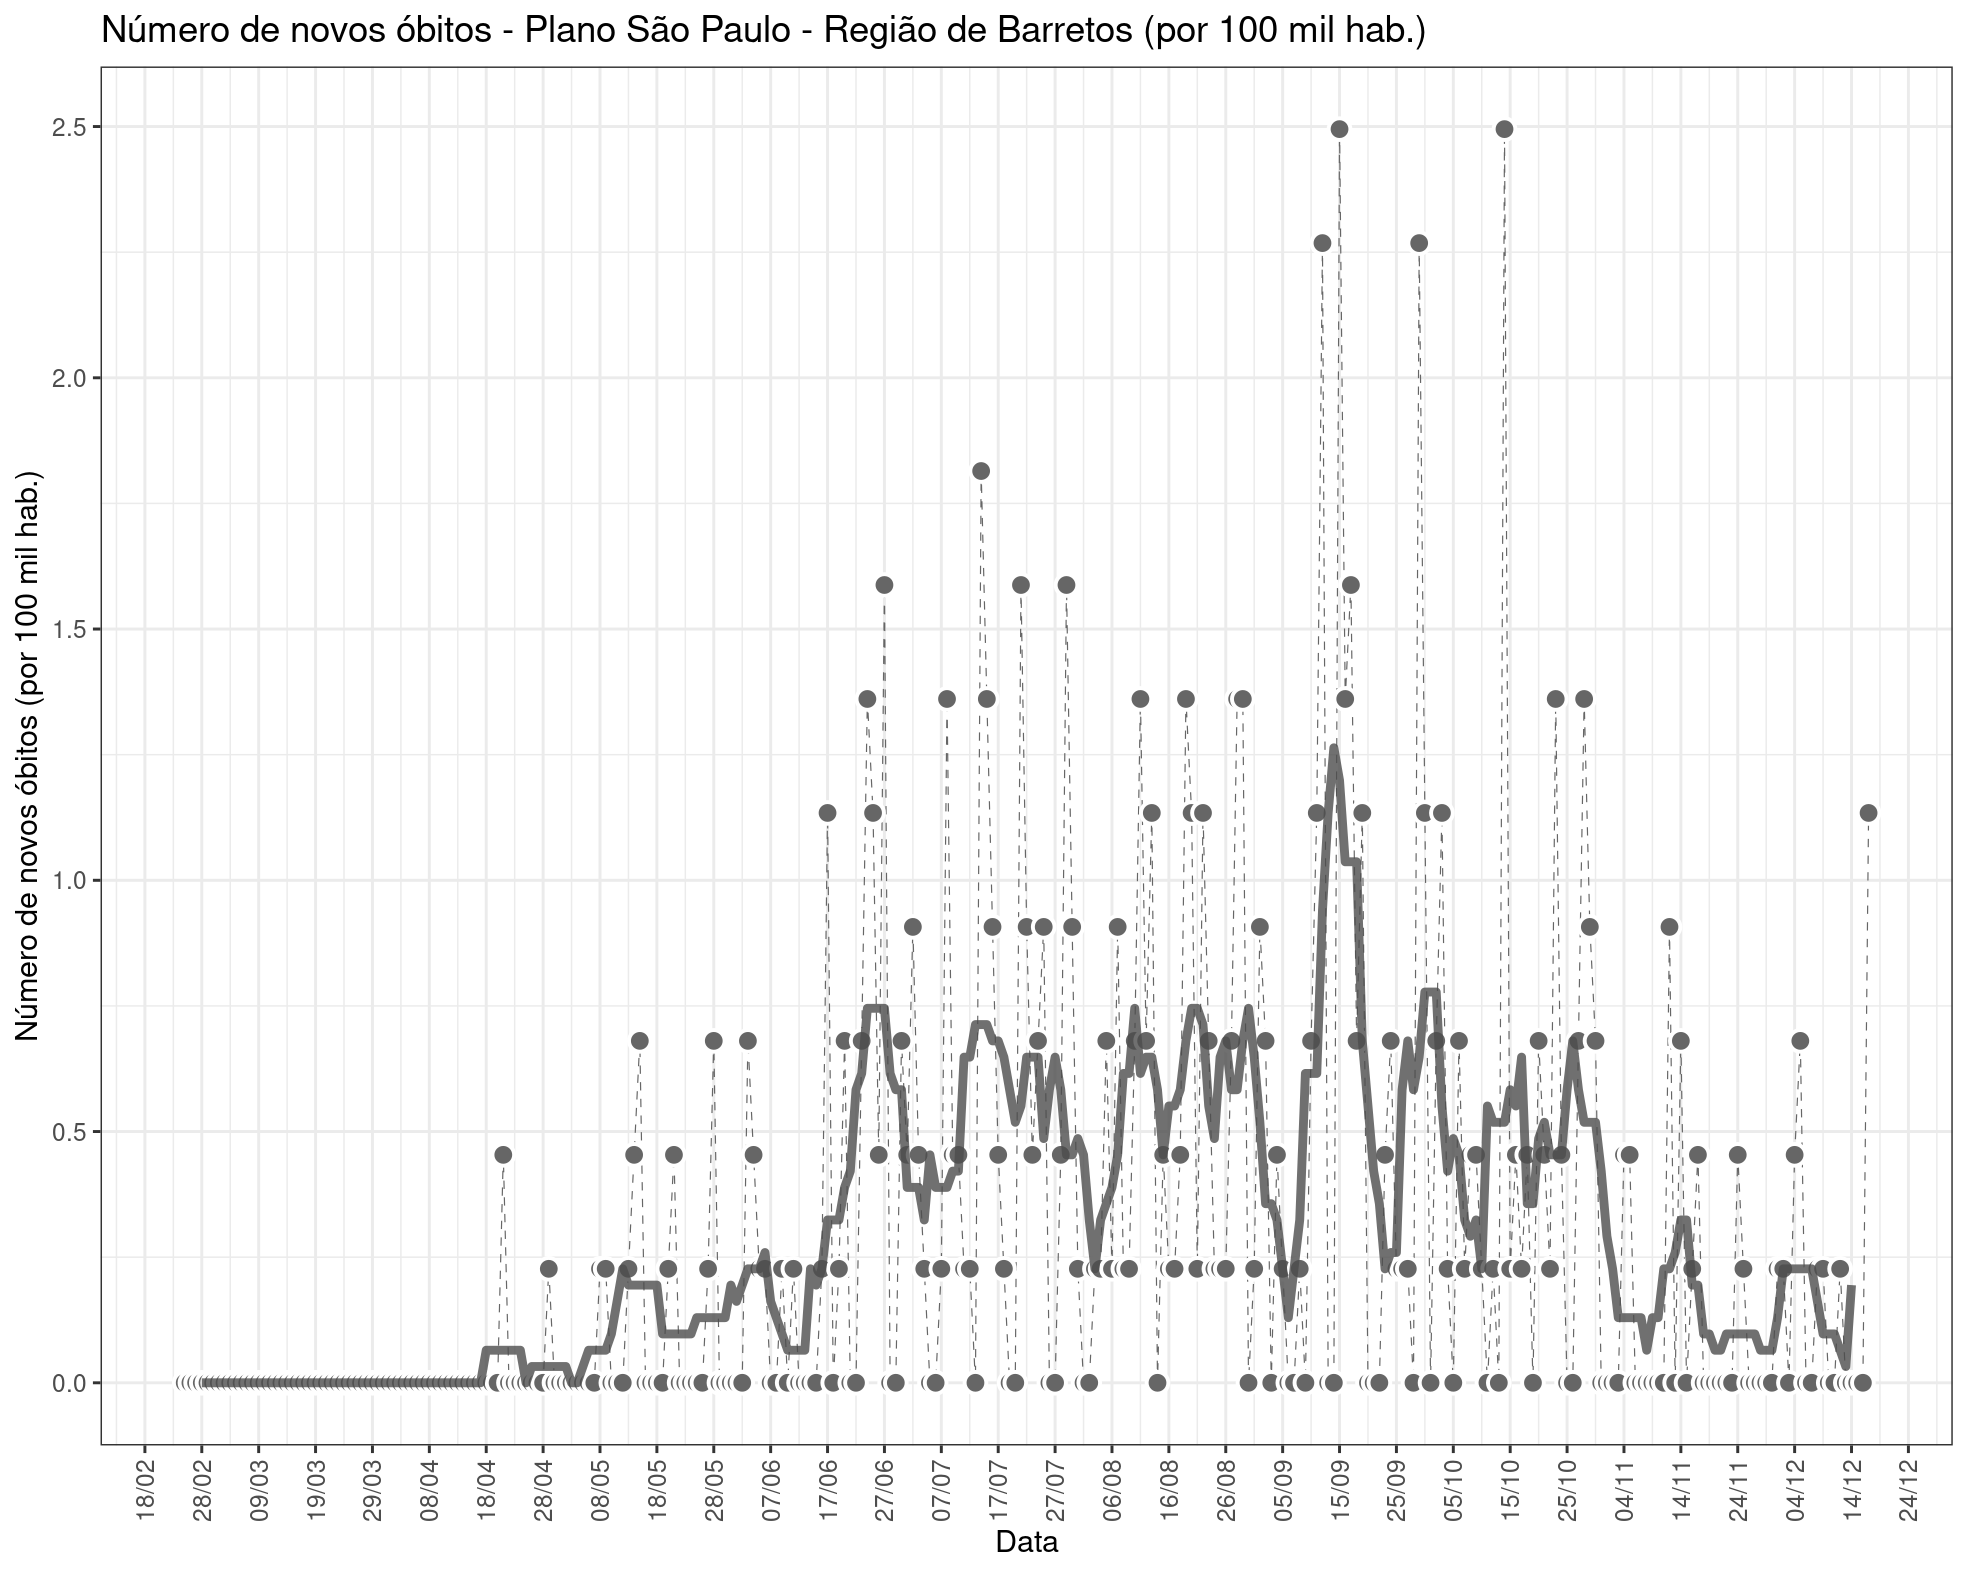 Número de novos óbitos - Plano São Paulo - Região de Barretos (por 100 mil hab.)
Número de novos óbitos (por 100 mil hab.)
2.5
2.0
1.5
1.0
0.5
0.0
18/02 28/02 09/03 19/03 29/03 08/04 18/04 28/04 08/05 18/05 28/05 07/06 17/06 27/06 07/07 17/07 27/07 06/08 16/08 26/08 05/09 15/09 25/09 05/10 15/10 25/10 04/11 14/11 24/11 04/12 14/12 24/12
Data